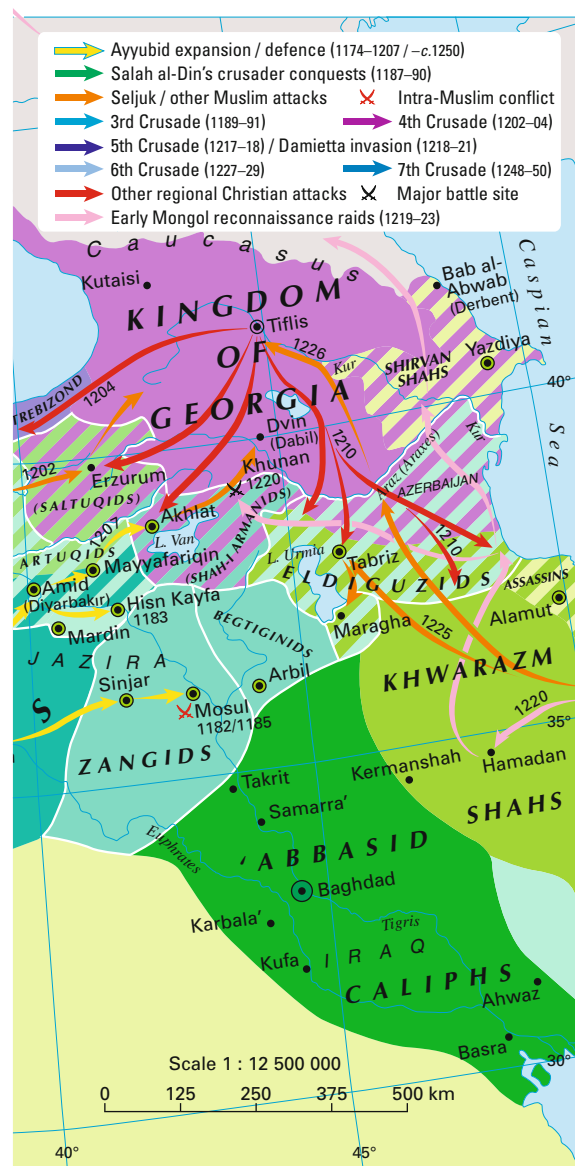 Ayyubid expansion / defence (1174–1207 / –c.1250)
Salah al-Din's crusader conquests (1187–90)
Seljuk / other Muslim attacks
Intra-Muslim conflict
3rd Crusade (1189–91)
4th Crusade (1202–04)
5th Crusade (1217–18) / Damietta invasion (1218–21)
6th Crusade (1227–29)
7th Crusade (1248–50)
Other regional Christian attacks
Major battle site
Early Mongol reconnaissance raids (1219–23)
Caucasus
Caspian Sea
Kutaisi
Bab al-Abwab
(Derbent)
KINGDOM OF GEORGIA
Tiflis
1226
Kur
SHIRVAN SHAHS
Yazdiya
40°
TREBIZOND
1204
Dvin
(Dabil)
1210
Kur
Araz (Araxes)
1202
Erzurum
(SALTUQIDS)
Khunan
1220
AZERBAIJAN
Akhlat
1207
L. Van
(SHAH-I ARMANIDS)
1210
ARTUQIDS
Mayyafariqin
L. Urmia
Tabriz
ELDIGUZIDS
ASSASSINS
Amid
(Diyarbakır)
Hisn Kayfa
1183
Alamut
Mardin
BEGTIGINIDS
Maragha
1225
JAZIRA
Sinjar
Arbil
KHWARAZM SHAHS
S
Mosul
1182/1185
1220
35°
ZANGIDS
Kermanshah
Hamadan
Takrit
Samarra'
Euphrates
'ABBASID CALIPHS
Baghdad
Karbala'
Tigris
IRAQ
Kufa
Ahwaz
Basra
30°
Scale 1 : 12 500 000
0 125 250 375 500 km
40° 45°